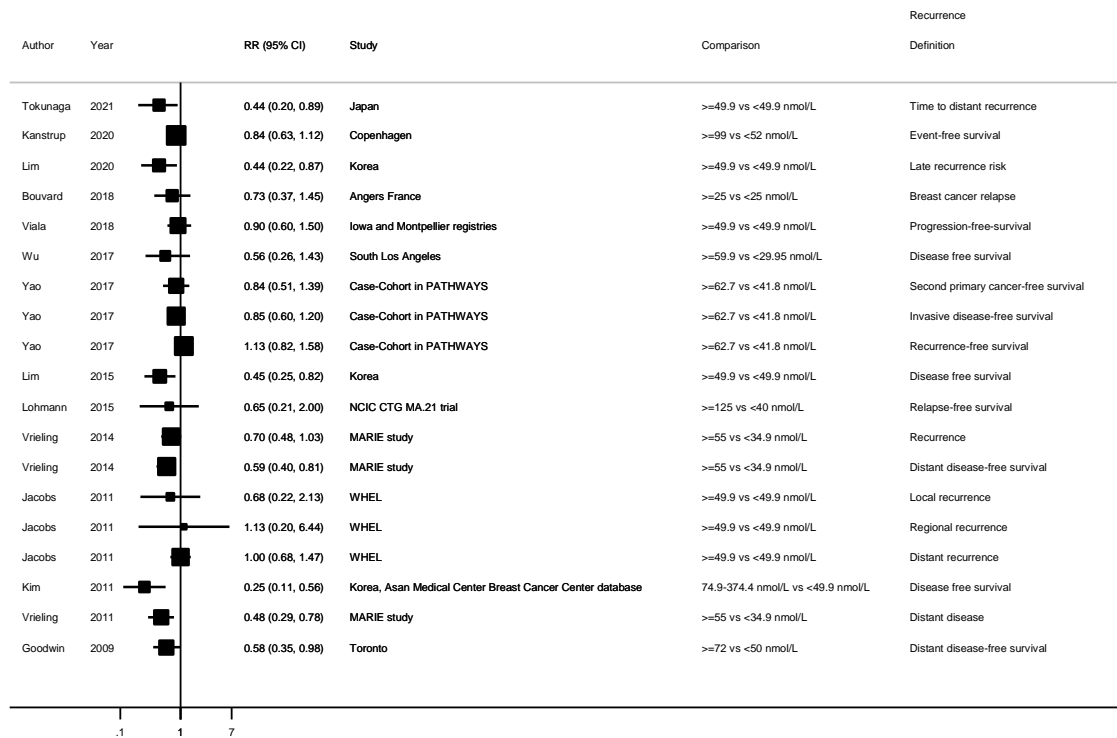 Recurrence
Author Year RR (95% CI) Study Comparison Definition
Tokunaga 2021 0.44 (0.20, 0.89) Japan >=49.9 vs <49.9 nmol/L Time to distant recurrence
Kanstrup 2020 0.84 (0.63, 1.12) Copenhagen >=99 vs <52 nmol/L Event-free survival
Lim 2020 0.44 (0.22, 0.87) Korea >=49.9 vs <49.9 nmol/L Late recurrence risk
Bouvard 2018 0.73 (0.37, 1.45) Angers France >=25 vs <25 nmol/L Breast cancer relapse
Viala 2018 0.90 (0.60, 1.50) Iowa and Montpellier registries >=49.9 vs <49.9 nmol/L Progression-free-survival
Wu 2017 0.56 (0.26, 1.43) South Los Angeles >=59.9 vs <29.95 nmol/L Disease free survival
Yao 2017 0.84 (0.51, 1.39) Case-Cohort in PATHWAYS >=62.7 vs <41.8 nmol/L Second primary cancer-free survival
Yao 2017 0.85 (0.60, 1.20) Case-Cohort in PATHWAYS >=62.7 vs <41.8 nmol/L Invasive disease-free survival
Yao 2017 1.13 (0.82, 1.58) Case-Cohort in PATHWAYS >=62.7 vs <41.8 nmol/L Recurrence-free survival
Lim 2015 0.45 (0.25, 0.82) Korea >=49.9 vs <49.9 nmol/L Disease free survival
Lohmann 2015 0.65 (0.21, 2.00) NCIC CTG MA.21 trial >=125 vs <40 nmol/L Relapse-free survival
Vrieling 2014 0.70 (0.48, 1.03) MARIE study >=55 vs <34.9 nmol/L Recurrence
Vrieling 2014 0.59 (0.40, 0.81) MARIE study >=55 vs <34.9 nmol/L Distant disease-free survival
Jacobs 2011 0.68 (0.22, 2.13) WHEL >=49.9 vs <49.9 nmol/L Local recurrence
Jacobs 2011 1.13 (0.20, 6.44) WHEL >=49.9 vs <49.9 nmol/L Regional recurrence
Jacobs 2011 1.00 (0.68, 1.47) WHEL >=49.9 vs <49.9 nmol/L Distant recurrence
Kim 2011 0.25 (0.11, 0.56) Korea, Asan Medical Center Breast Cancer Center database 74.9-374.4 nmol/L vs <49.9 nmol/L Disease free survival
Vrieling 2011 0.48 (0.29, 0.78) MARIE study >=55 vs <34.9 nmol/L Distant disease
Goodwin 2009 0.58 (0.35, 0.98) Toronto >=72 vs <50 nmol/L Distant disease-free survival
.1 1 7